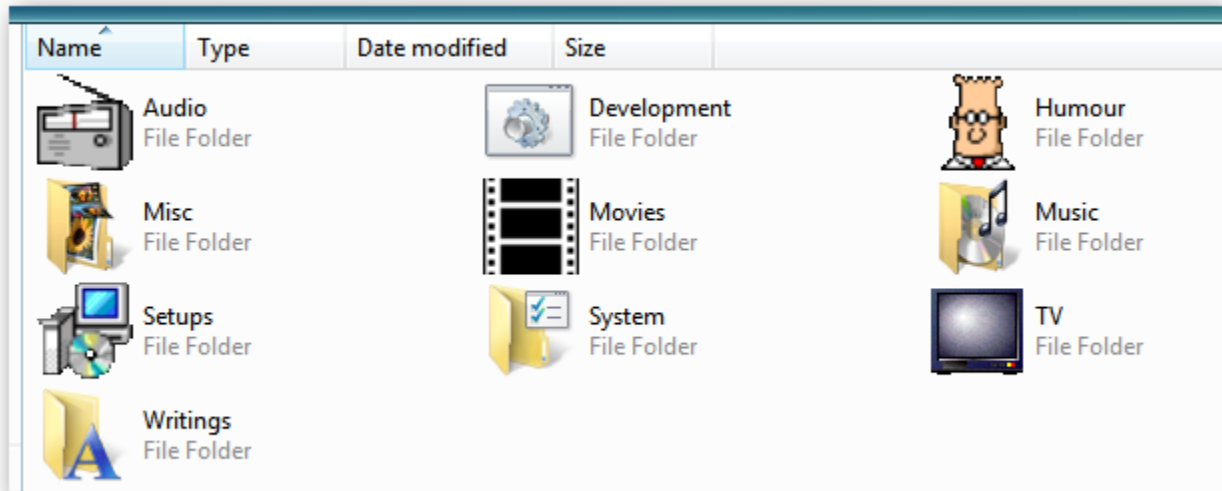 Name Type Date modified Size
Audio Development Humour
File Folder File Folder File Folder
Misc Movies Music
File Folder File Folder File Folder
Setups System TV
File Folder File Folder File Folder
Writings
File Folder